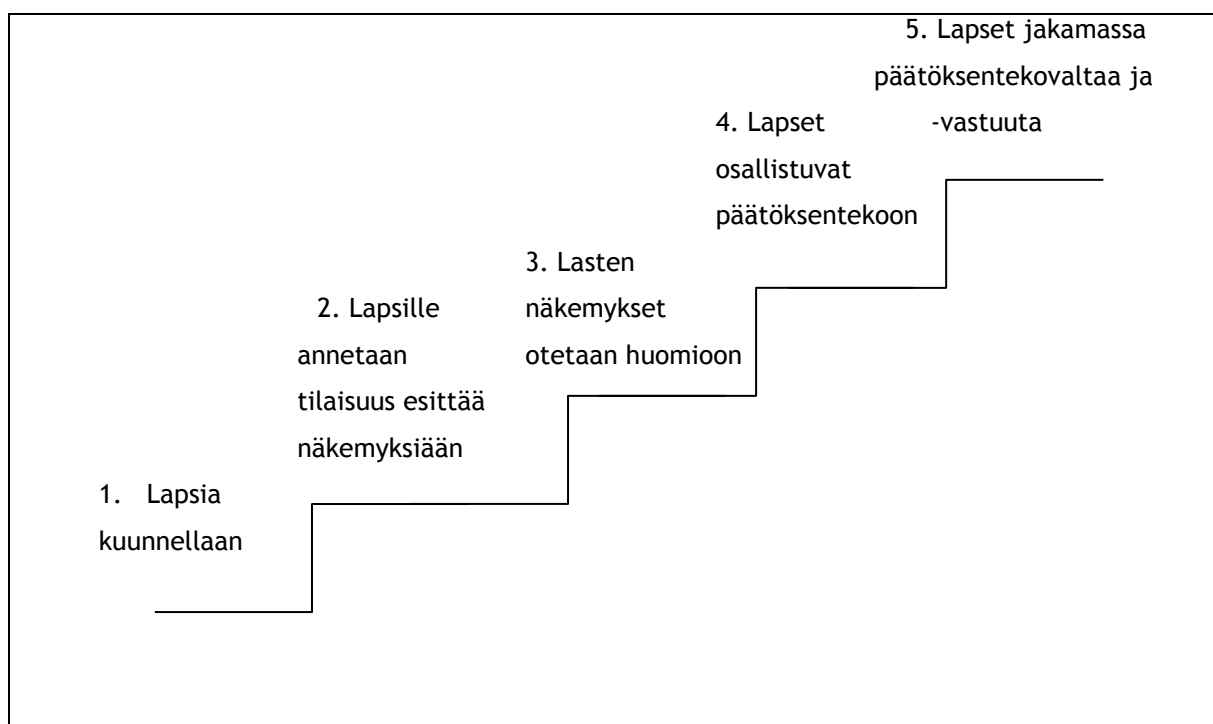 1. Lapsia
kuunnellaan
2. Lapsille
annetaan
tilaisuus esittää
näkemyksiään
3. Lasten
näkemykset
otetaan huomioon
4. Lapset
osallistuvat
päätöksentekoon
5. Lapset jakamassa
päätöksentekovaltaa ja
-vastuuta